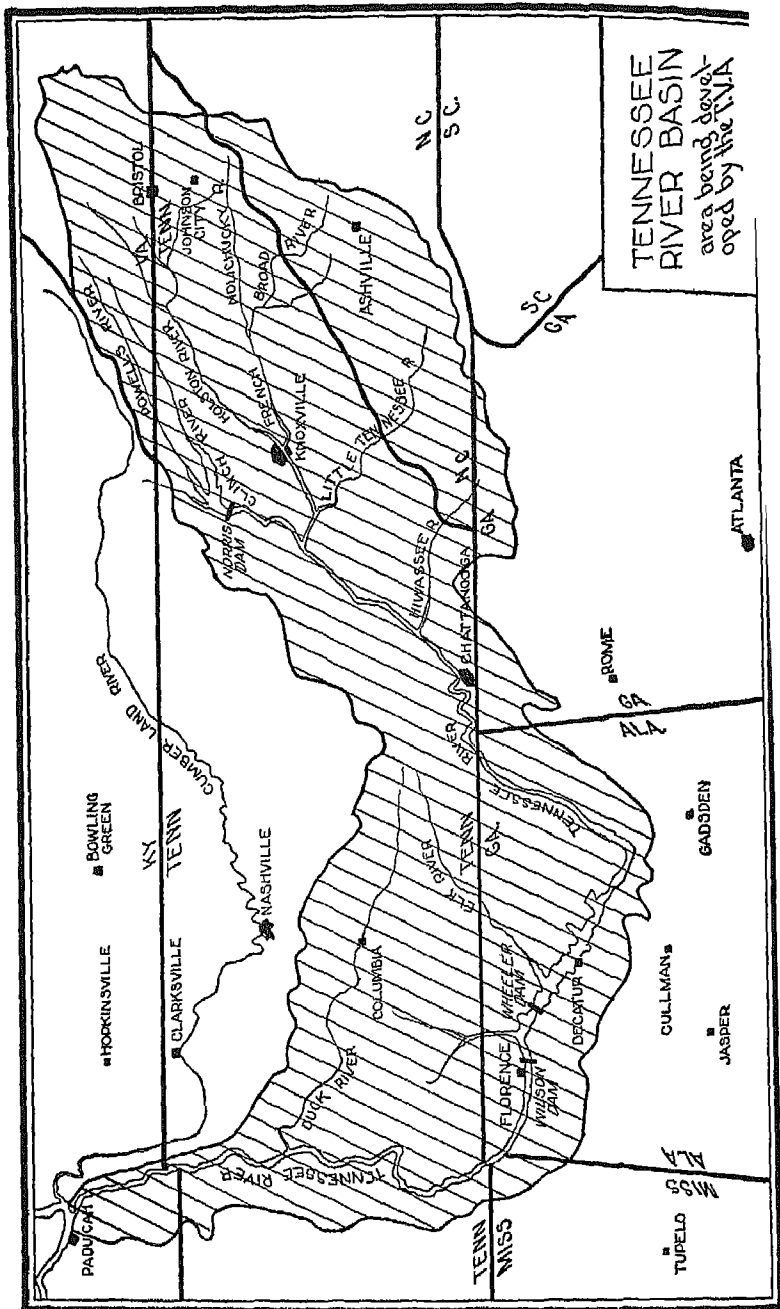 TENNESSEE
RIVER BASIN
area being devel-
oped by the T.V.A
PADUCAH
HOPKINSVILLE
BOWLING
GREEN
CLARKSVILLE
KY
TENN
CUMBERLAND RIVER
NASHVILLE
POWELLS RIVER
VA
TENN
BRISTOL
JOHNSON
CITY
CLINCH RIVER
HOLSTON RIVER
NOLICHUCKY R.
FRENCH BROAD RIVER
NORRIS
DAM
KNOXVILLE
ASHVILLE
LITTLE TENNESSEE R
HIWASSEE R
N C
GA
N C
S C.
S C
GA
TENNESSEE RIVER
DUCK RIVER
COLUMBIA
ELK RIVER
TENN
GA.
CHATTANOOGA
TENNESSEE RIVER
TENN
MISS
FLORENCE
WILSON
DAM
WHEELER
DAM
DECATUR
GA
ALA
MISS
ALA
TUPELO
CULLMAN
JASPER
GADSDEN
ROME
ATLANTA